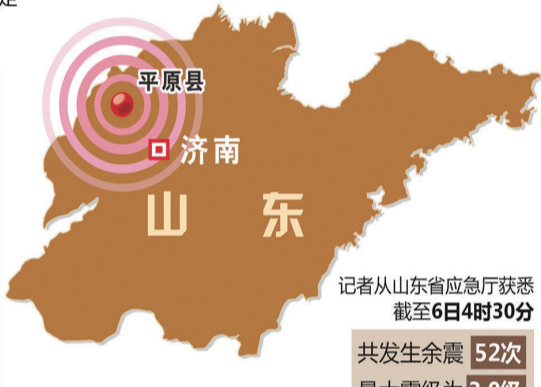 平原县
济南
山东
记者从山东省应急厅获悉
截至6日4时30分
共发生余震 52次